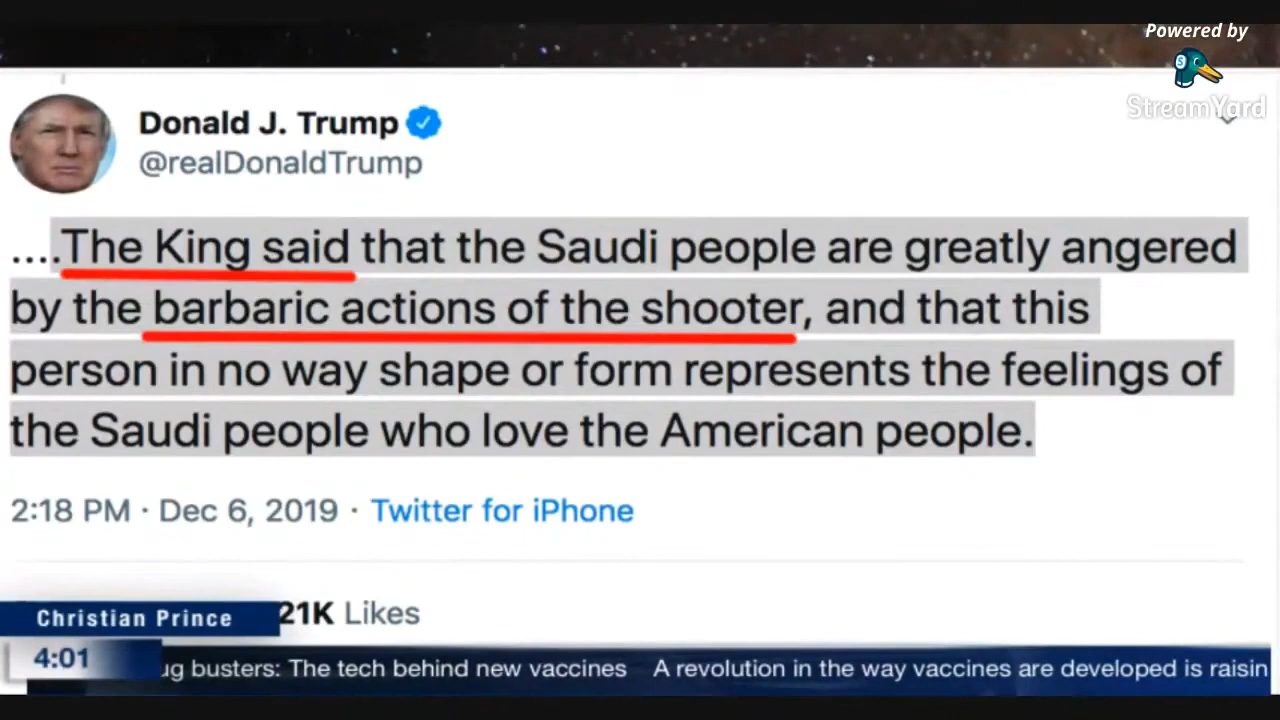 Powered by
StreamYard
Donald J. Trump
@realDonaldTrump
....The King said that the Saudi people are greatly angered
by the barbaric actions of the shooter, and that this
person in no way shape or form represents the feelings of
the Saudi people who love the American people.
2:18 PM · Dec 6, 2019 · Twitter for iPhone
21K Likes
Christian Prince
4:01
busters: The tech behind new vaccines A revolution in the way vaccines are developed is